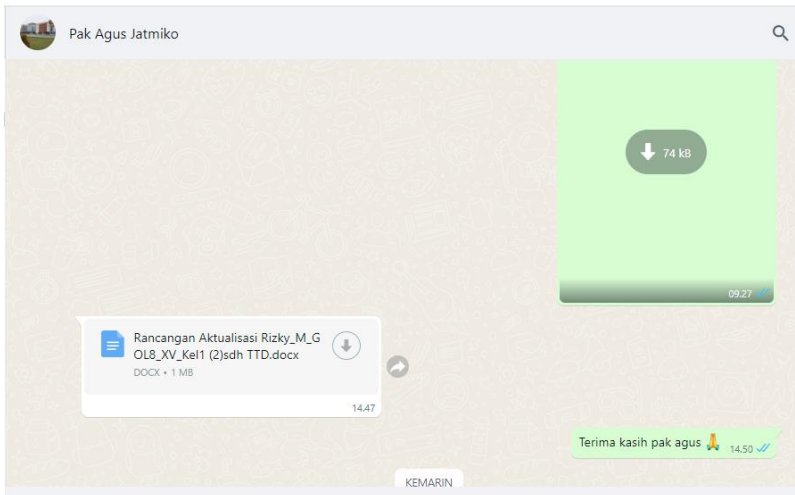 Pak Agus Jatmiko
74 kB
09.27
Rancangan Aktualisasi Rizky_M_G
OL8_XV_Kel1 (2)sdh TTD.docx
DOCX • 1 MB
14.47
Terima kasih pak agus 🙏 14.50
KEMARIN